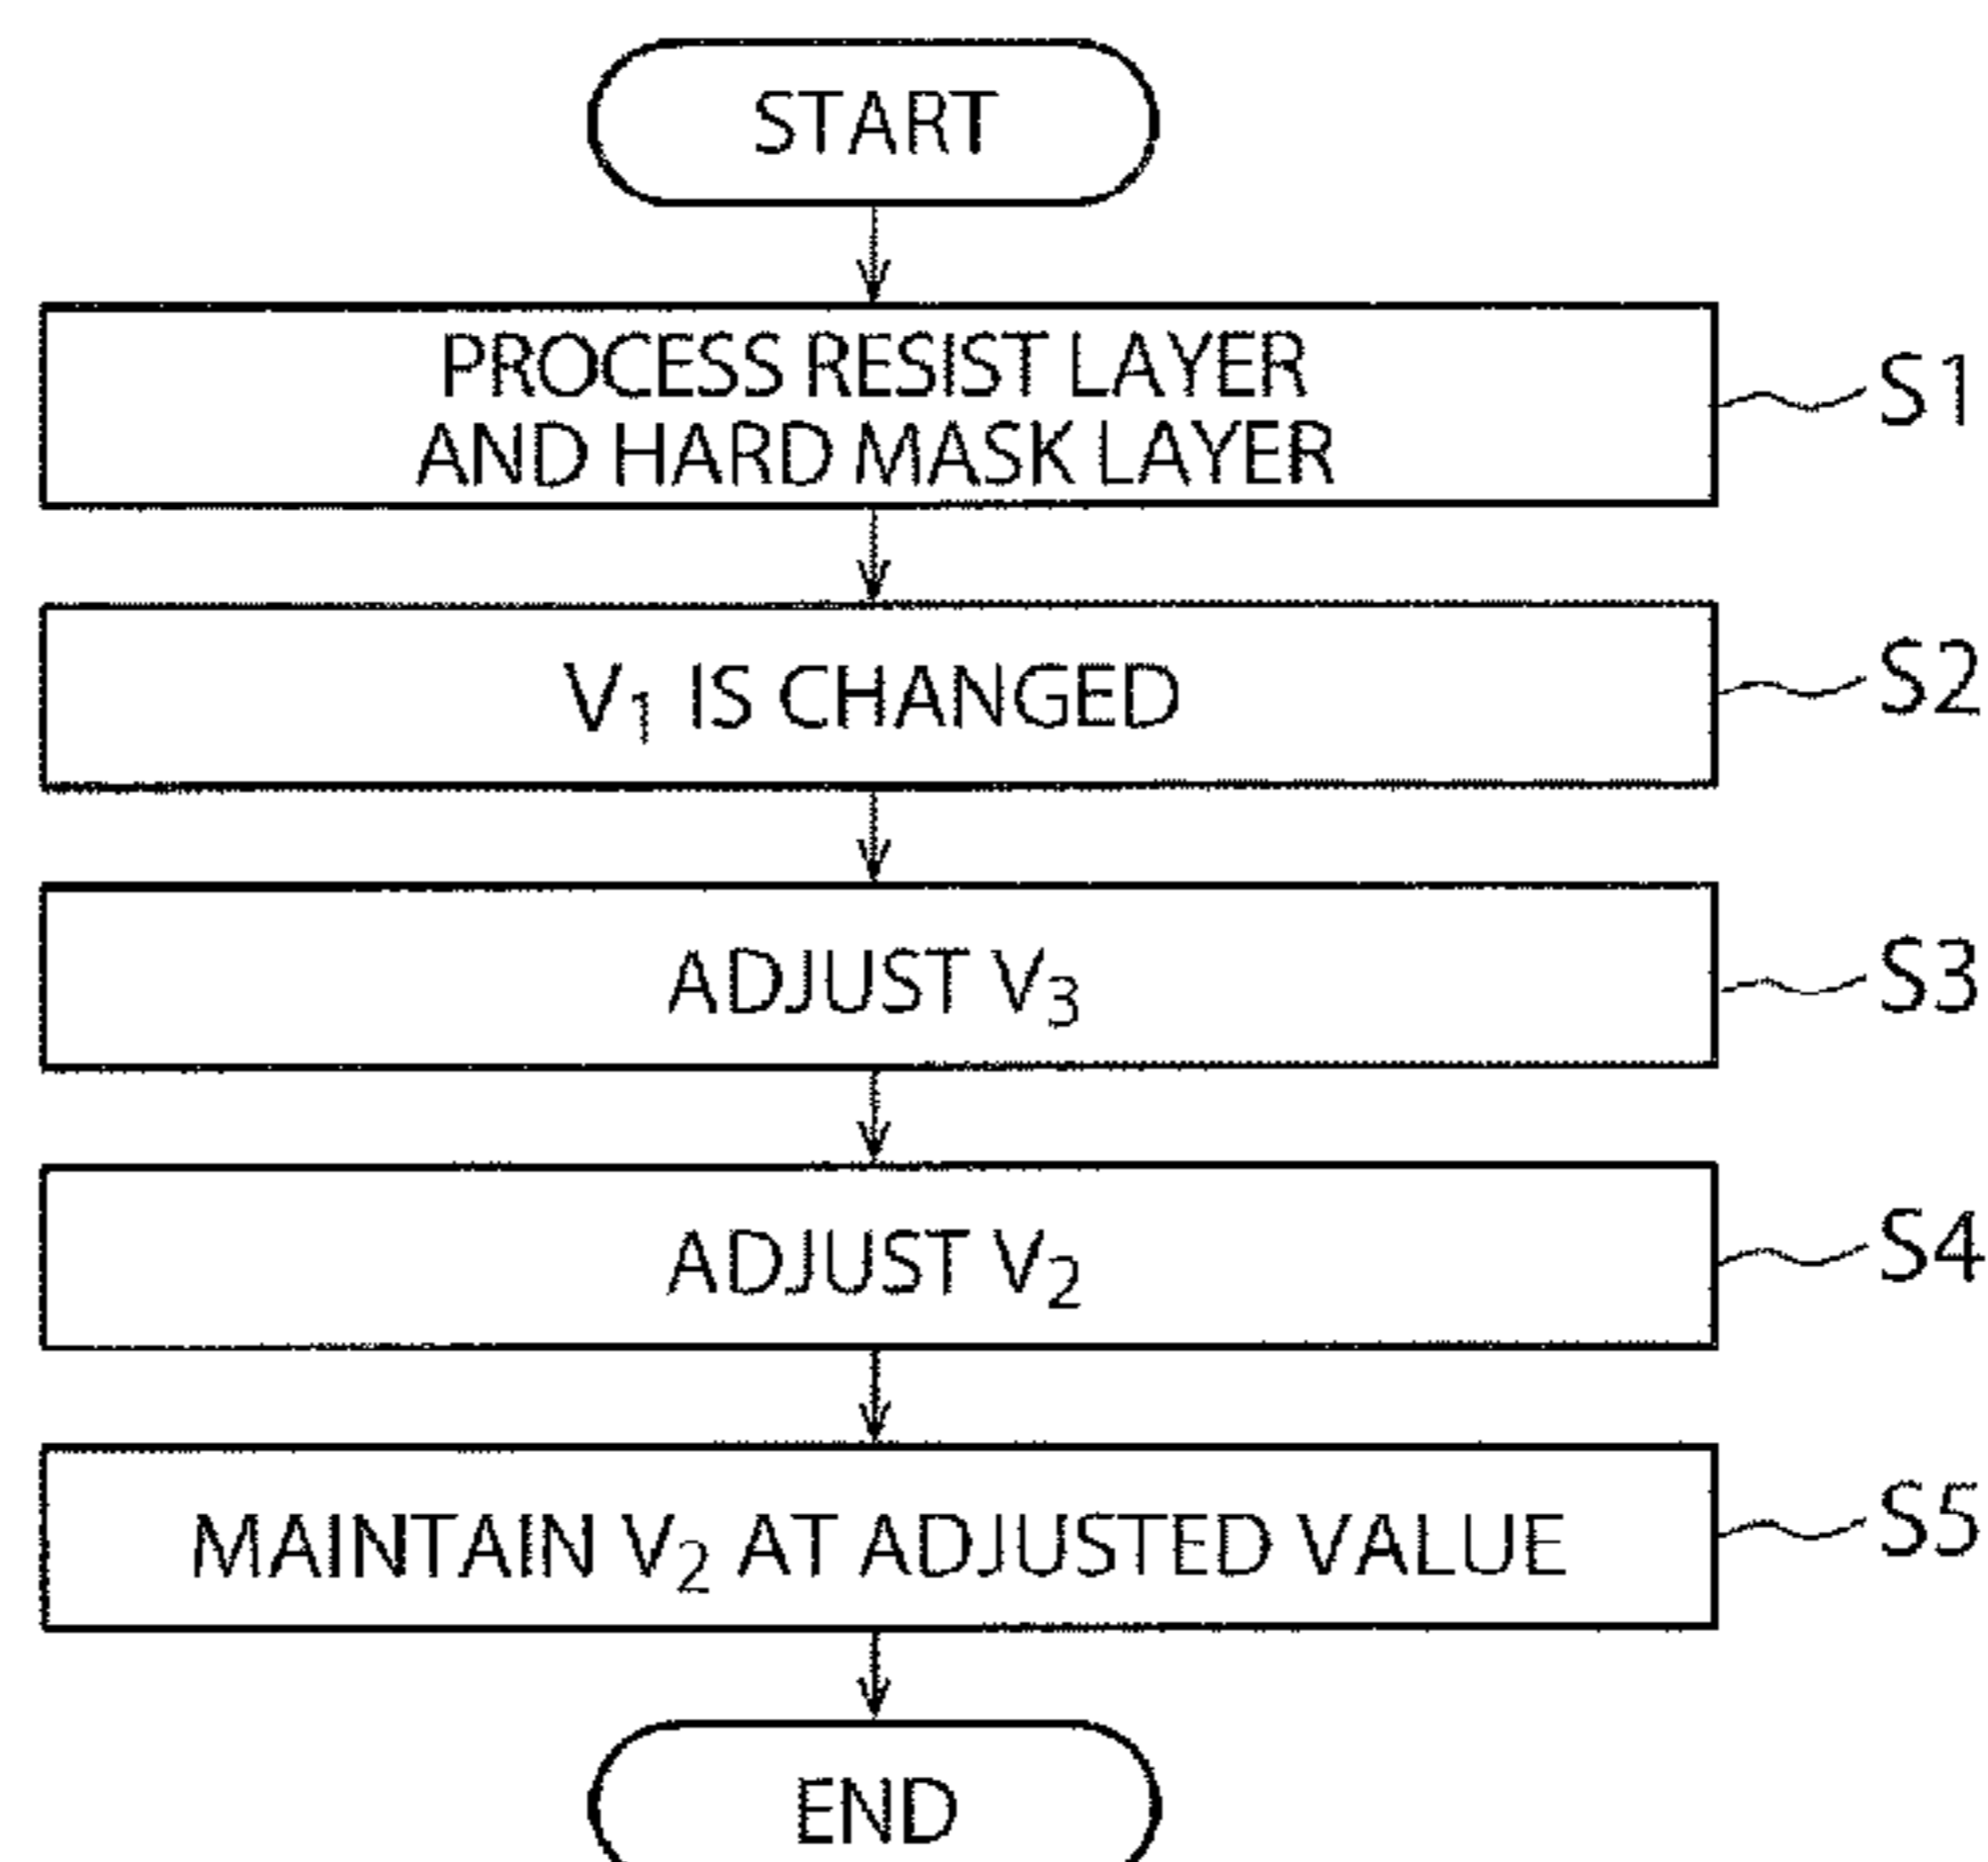 START
PROCESS RESIST LAYER
AND HARD MASK LAYER
S1
V₁ IS CHANGED
S2
ADJUST V₃
S3
ADJUST V₂
S4
MAINTAIN V₂ AT ADJUSTED VALUE
S5
END